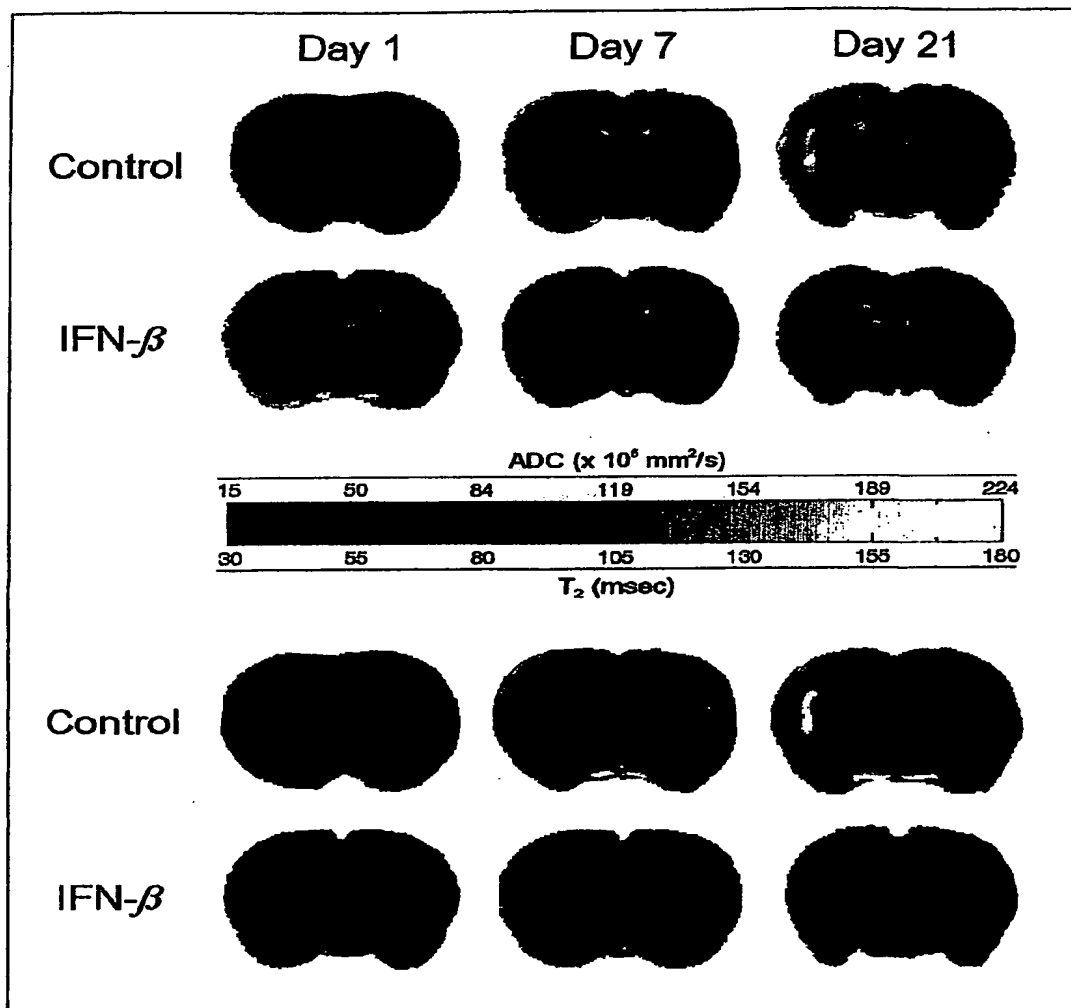 Day 1 Day 7 Day 21
Control
IFN-β
ADC (x 10⁶ mm²/s)
15 50 84 119 154 189 224
30 55 80 105 130 155 180
T₂ (msec)
Control
IFN-β